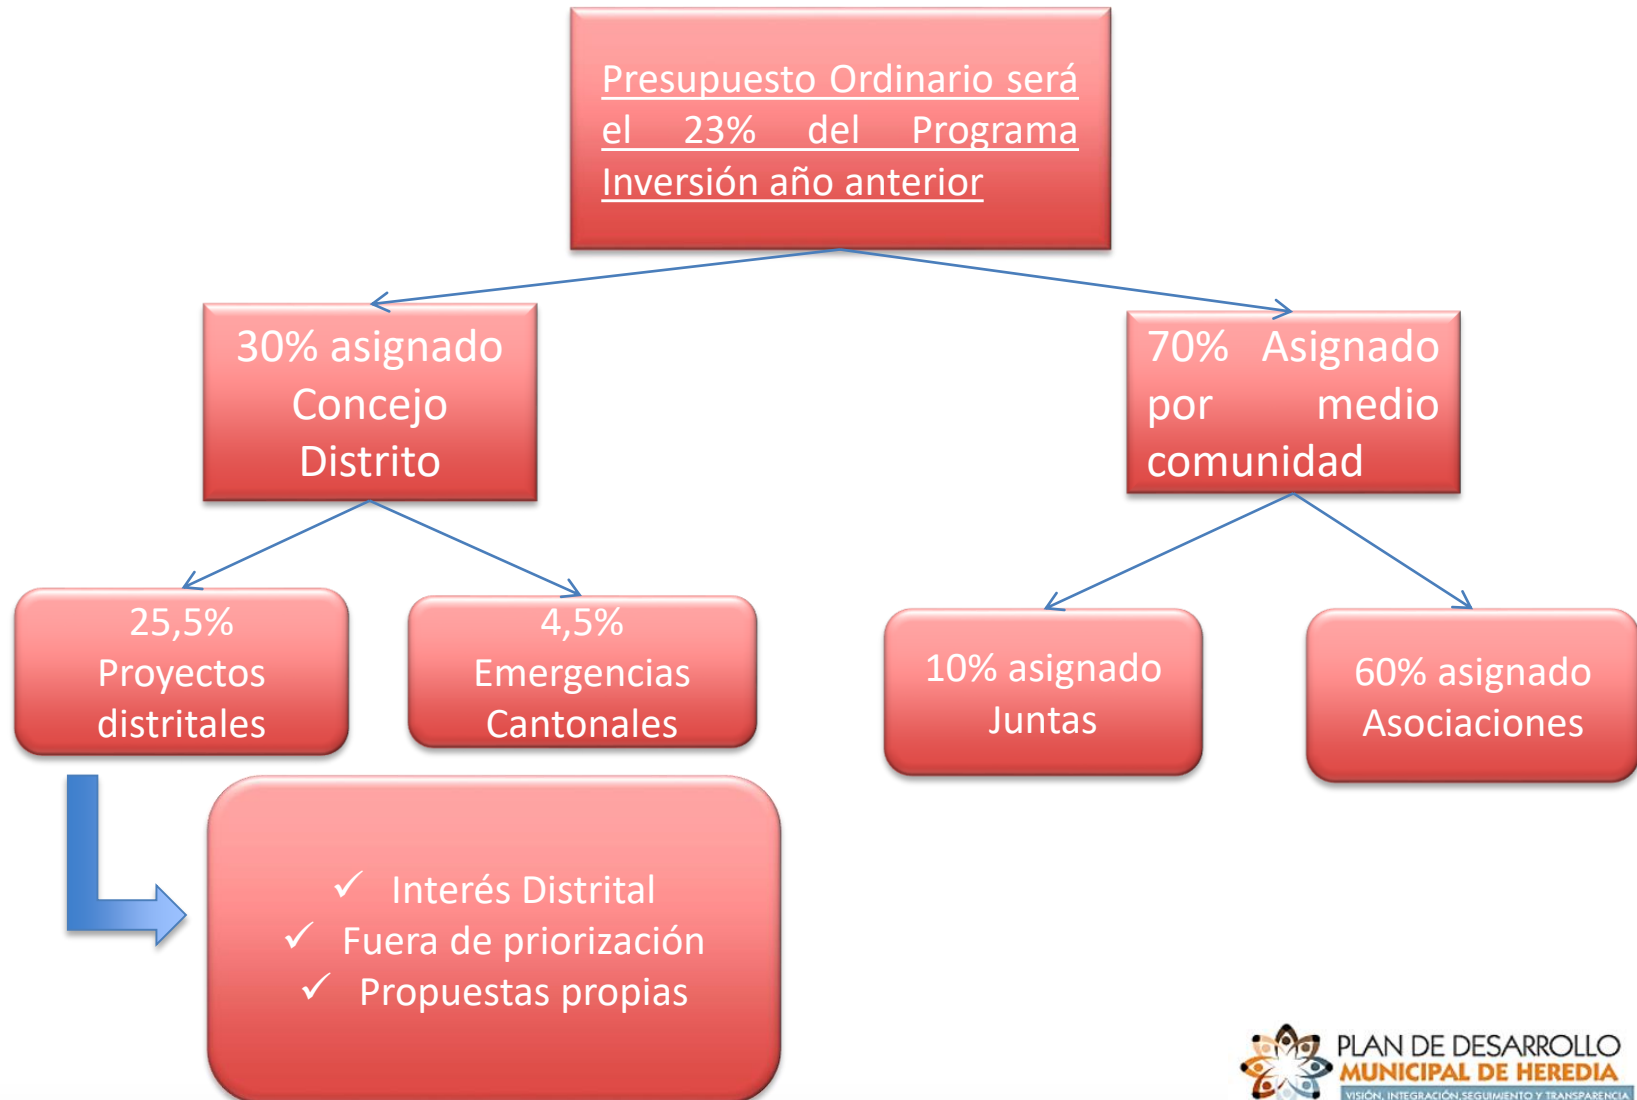 Presupuesto Ordinario será
el 23% del Programa
Inversión año anterior
30% asignado
Concejo
Distrito
70% Asignado
por medio
comunidad
25,5%
Proyectos
distritales
4,5%
Emergencias
Cantonales
10% asignado
Juntas
60% asignado
Asociaciones
✓ Interés Distrital
✓ Fuera de priorización
✓ Propuestas propias
PLAN DE DESARROLLO
MUNICIPAL DE HEREDIA
VISIÓN, INTEGRACIÓN, SEGUIMIENTO Y TRANSPARENCIA